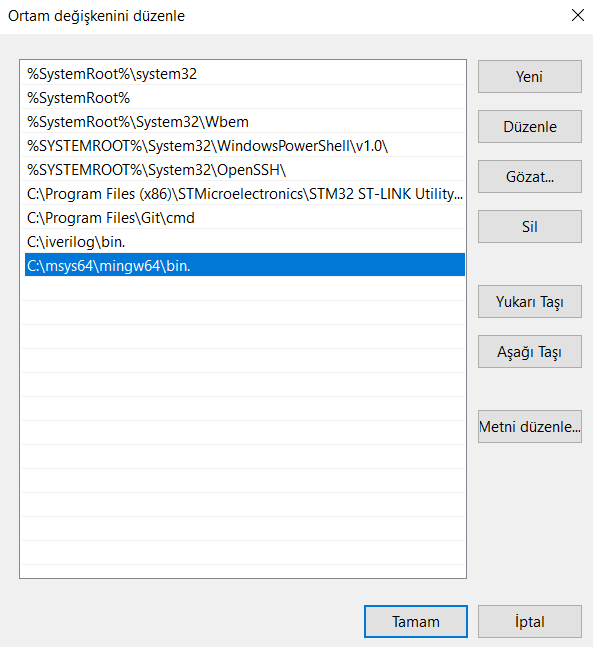 Ortam değişkenini düzenle
%SystemRoot%\system32
%SystemRoot%
%SystemRoot%\System32\Wbem
%SYSTEMROOT%\System32\WindowsPowerShell\v1.0\
%SYSTEMROOT%\System32\OpenSSH\
C:\Program Files (x86)\STMicroelectronics\STM32 ST-LINK Utility...
C:\Program Files\Git\cmd
C:\iverilog\bin.
C:\msys64\mingw64\bin.
Yeni
Düzenle
Gözat...
Sil
Yukarı Taşı
Aşağı Taşı
Metni düzenle...
Tamam
İptal